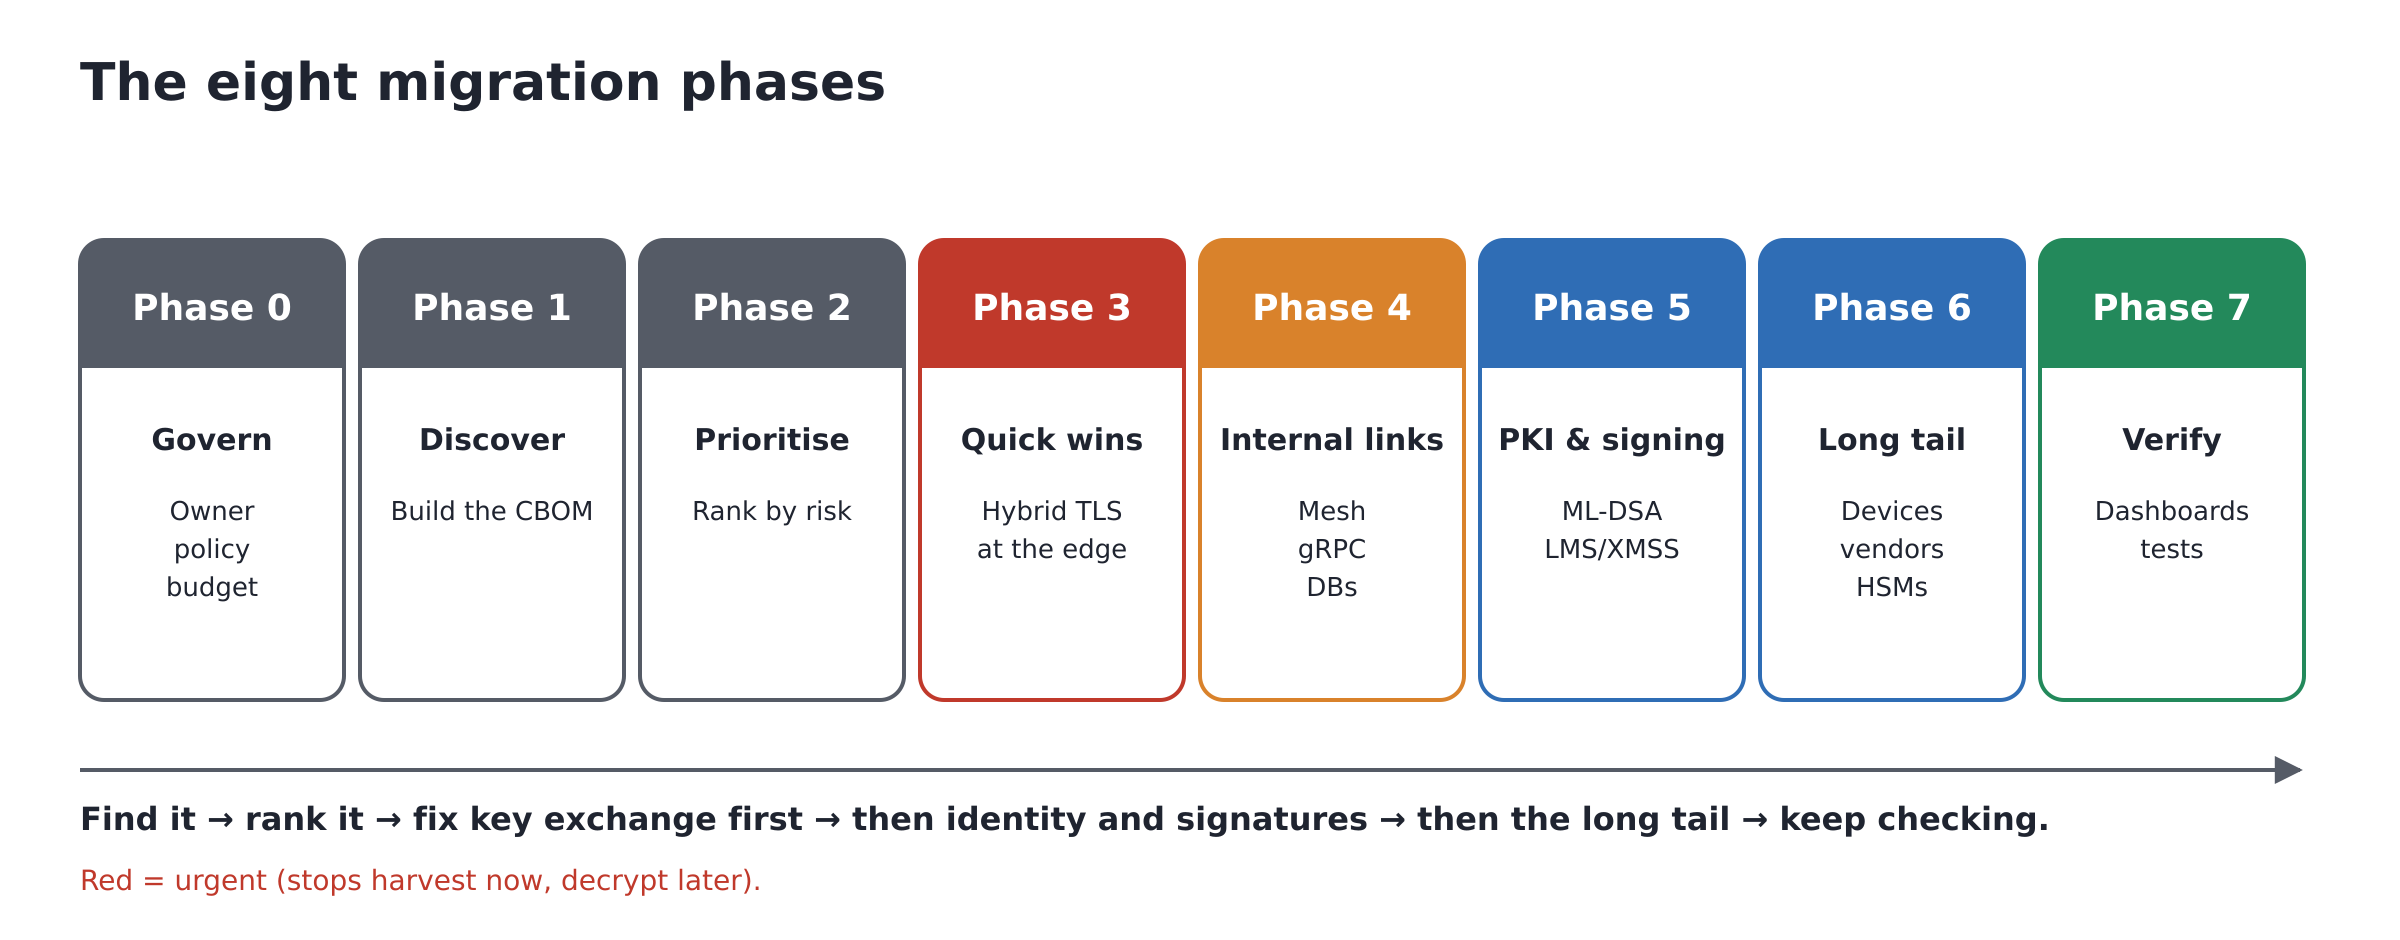 The eight migration phases
Phase 0
Govern
Owner
policy
budget
Phase 1
Discover
Build the CBOM
Phase 2
Prioritise
Rank by risk
Phase 3
Quick wins
Hybrid TLS
at the edge
Phase 4
Internal links
Mesh
gRPC
DBs
Phase 5
PKI & signing
ML-DSA
LMS/XMSS
Phase 6
Long tail
Devices
vendors
HSMs
Phase 7
Verify
Dashboards
tests
Find it → rank it → fix key exchange first → then identity and signatures → then the long tail → keep checking.
Red = urgent (stops harvest now, decrypt later).